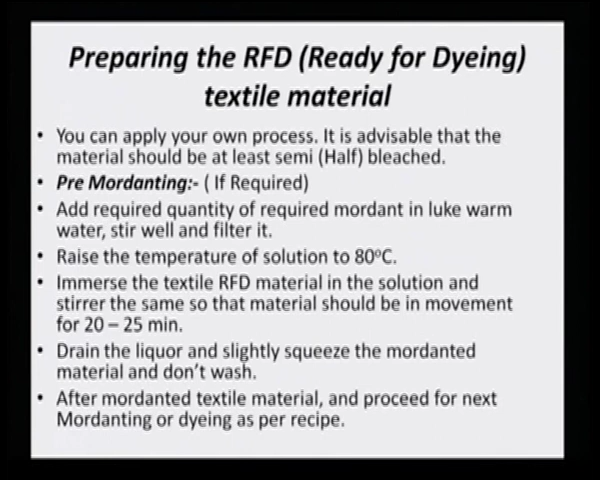 Preparing the RFD (Ready for Dyeing)
textile material
• You can apply your own process. It is advisable that the
material should be at least semi (Half) bleached.
• Pre Mordanting:- ( If Required)
• Add required quantity of required mordant in luke warm
water, stir well and filter it.
• Raise the temperature of solution to 80°C.
• Immerse the textile RFD material in the solution and
stirrer the same so that material should be in movement
for 20 – 25 min.
• Drain the liquor and slightly squeeze the mordanted
material and don't wash.
• After mordanted textile material, and proceed for next
Mordanting or dyeing as per recipe.